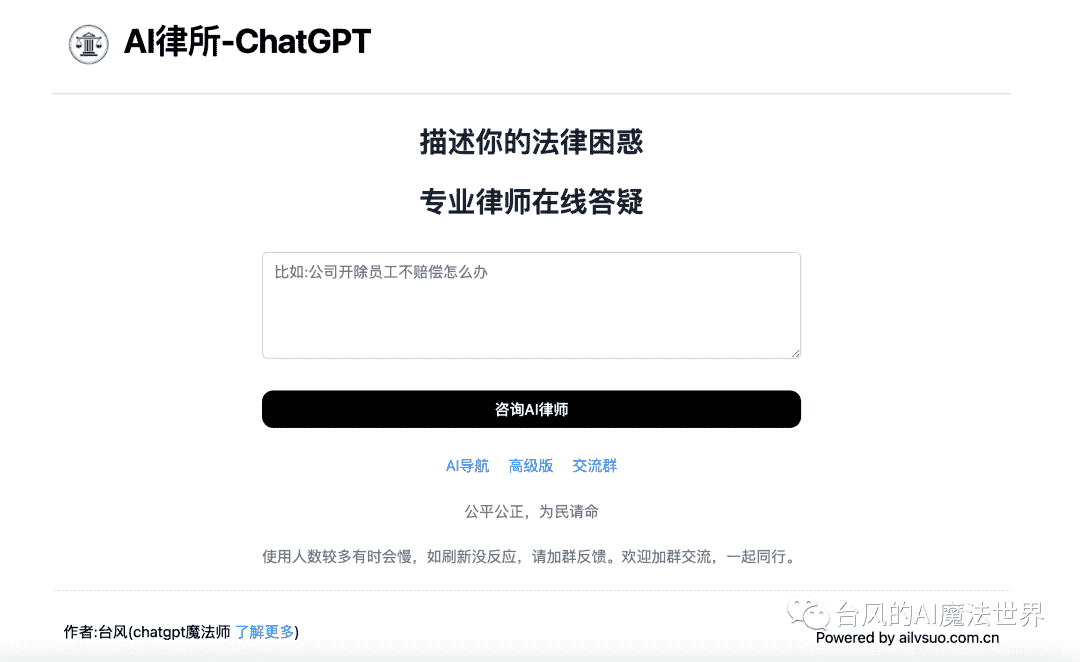 AI律所-ChatGPT
描述你的法律困惑
专业律师在线答疑
比如:公司开除员工不赔偿怎么办
咨询AI律师
AI导航 高级版 交流群
公平公正，为民请命
使用人数较多有时会慢，如刷新没反应，请加群反馈。欢迎加群交流，一起同行。
台风的AI魔法世界
作者:台风(chatgpt魔法师 了解更多)
Powered by ailvsuo.com.cn